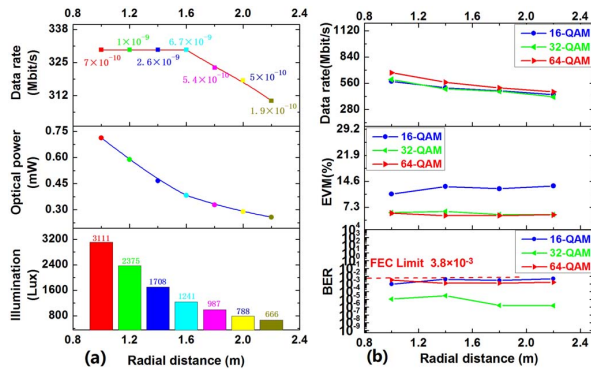 0.8 1.2 1.6 2.0 2.4
338
325
312
Data rate
(Mbit/s)
7×10⁻¹⁰
1×10⁻⁹
2.6×10⁻⁹
6.7×10⁻⁹
5.4×10⁻¹⁰
5×10⁻¹⁰
1.9×10⁻¹⁰
0.75
0.60
0.45
0.30
Optical power
(mW)
3200
2400
1600
800
Illumination
(Lux)
3111
2375
1708
1241
987
788
666
0.8 1.2 1.6 2.0 2.4
(a) Radial distance (m)
0.8 1.2 1.6 2.0 2.4
1120
840
560
280
Data rate(Mbit/s)
16-QAM
32-QAM
64-QAM
29.2
21.9
14.6
7.3
EVM(%)
16-QAM
32-QAM
64-QAM
BER
FEC Limit 3.8×10⁻³
16-QAM
32-QAM
64-QAM
0.8 1.2 1.6 2.0 2.4
(b) Radial distance (m)